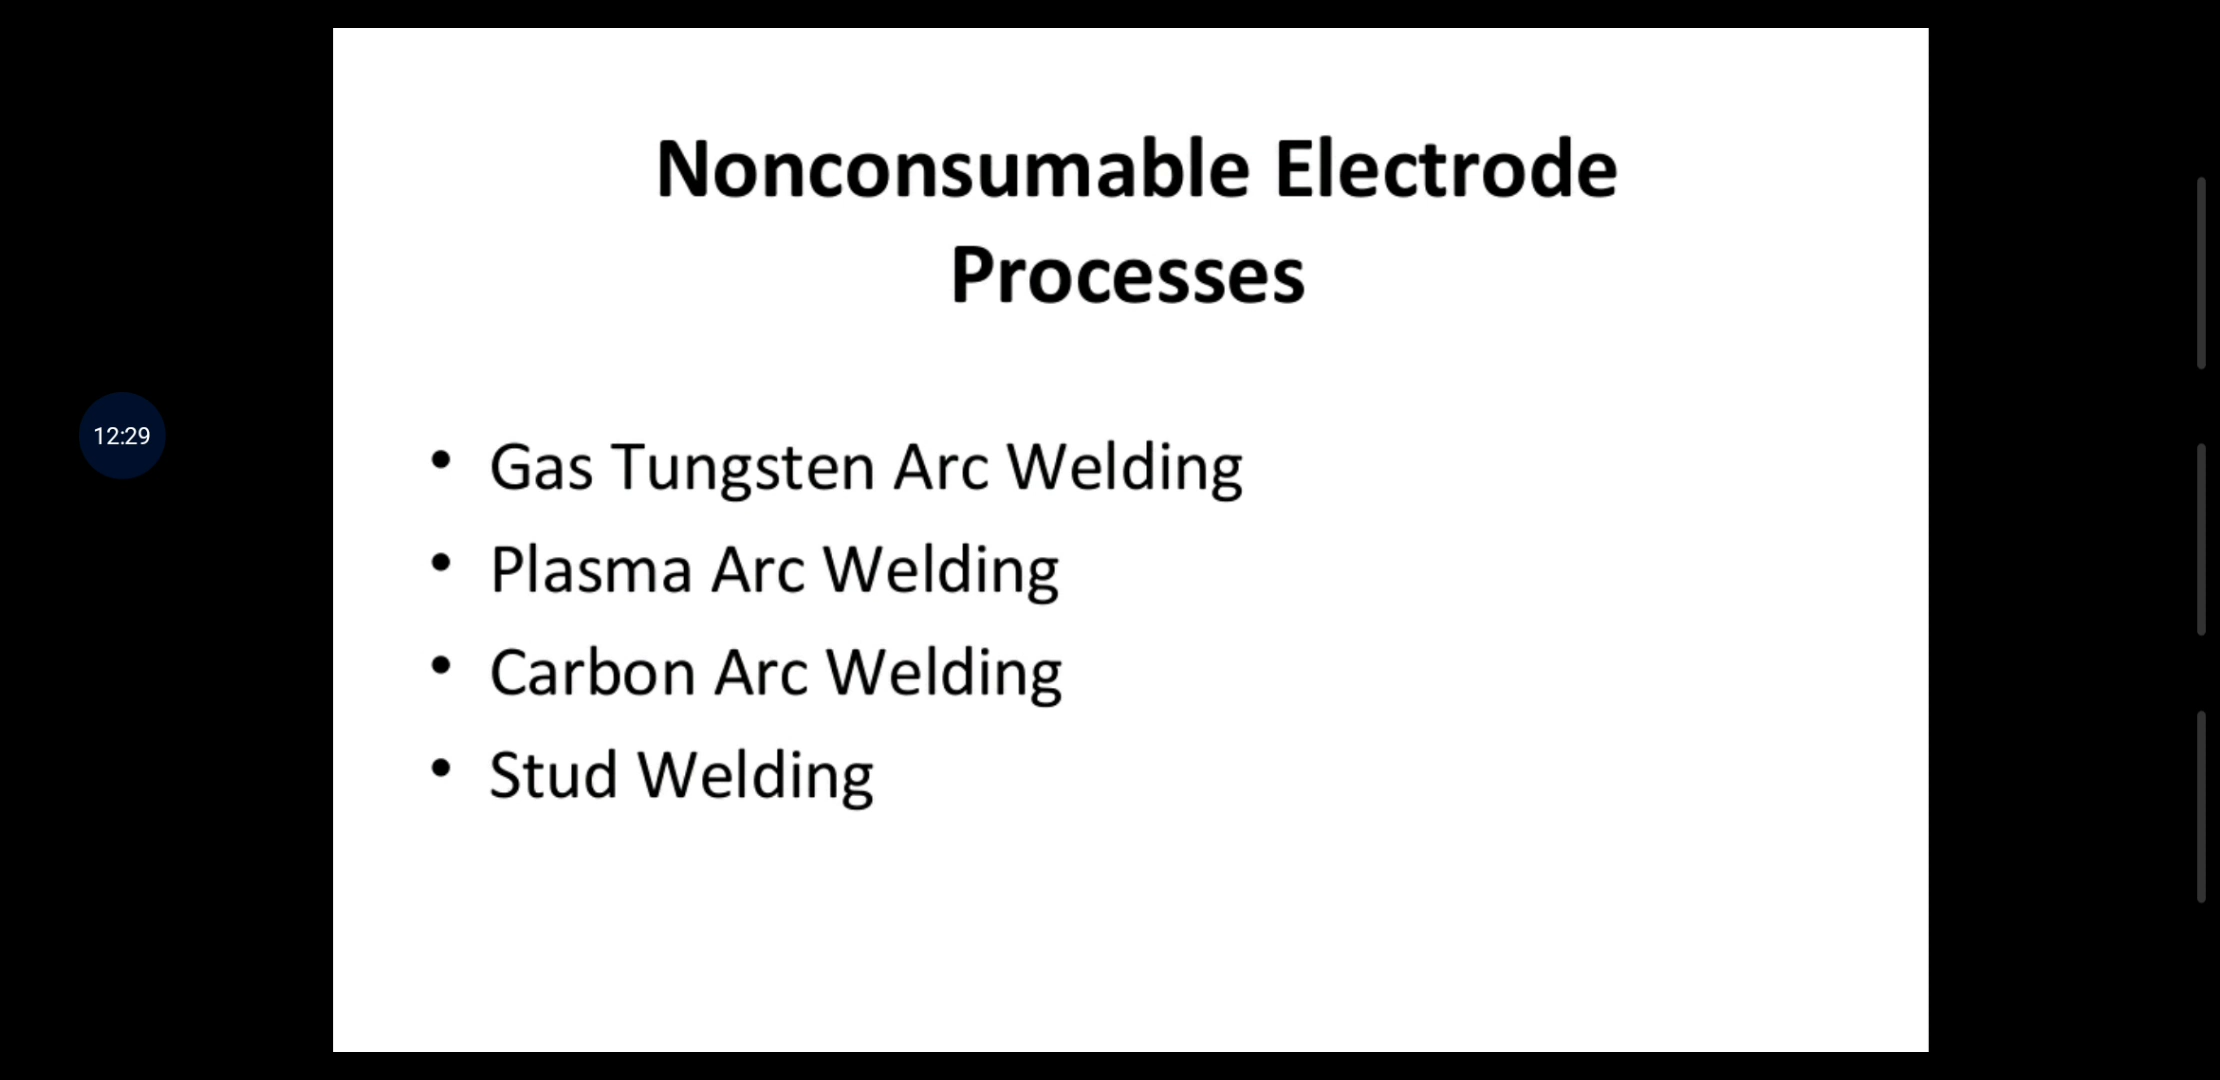 Nonconsumable Electrode
Processes
12:29
• Gas Tungsten Arc Welding
• Plasma Arc Welding
• Carbon Arc Welding
• Stud Welding